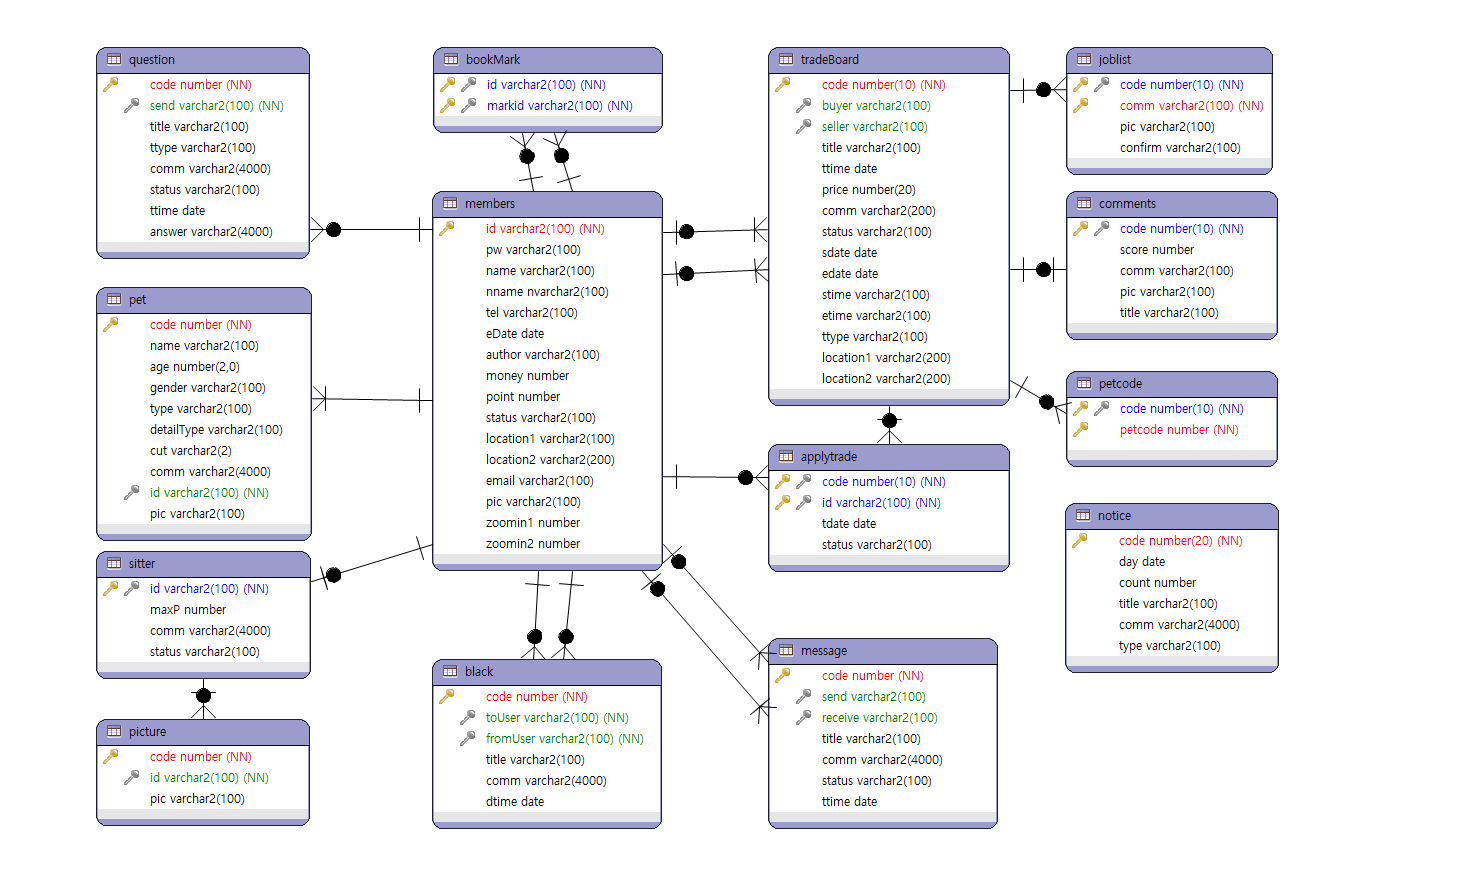 question
code number (NN)
send varchar2(100) (NN)
title varchar2(100)
ttype varchar2(100)
comm varchar2(4000)
status varchar2(100)
ttime date
answer varchar2(4000)
bookMark
id varchar2(100) (NN)
markid varchar2(100) (NN)
tradeBoard
code number(10) (NN)
buyer varchar2(100)
seller varchar2(100)
title varchar2(100)
ttime date
price number(20)
comm varchar2(200)
status varchar2(100)
sdate date
edate date
stime varchar2(100)
etime varchar2(100)
ttype varchar2(100)
location1 varchar2(200)
location2 varchar2(200)
joblist
code number(10) (NN)
comm varchar2(100) (NN)
pic varchar2(100)
confirm varchar2(100)
members
id varchar2(100) (NN)
pw varchar2(100)
name varchar2(100)
nname nvarchar2(100)
tel varchar2(100)
eDate date
author varchar2(100)
money number
point number
status varchar2(100)
location1 varchar2(100)
location2 varchar2(200)
email varchar2(100)
pic varchar2(100)
zoomin1 number
zoomin2 number
comments
code number(10) (NN)
score number
comm varchar2(100)
pic varchar2(100)
title varchar2(100)
pet
code number (NN)
name varchar2(100)
age number(2,0)
gender varchar2(100)
type varchar2(100)
detailType varchar2(100)
cut varchar2(2)
comm varchar2(4000)
id varchar2(100) (NN)
pic varchar2(100)
petcode
code number(10) (NN)
petcode number (NN)
applytrade
code number(10) (NN)
id varchar2(100) (NN)
tdate date
status varchar2(100)
notice
code number(20) (NN)
day date
count number
title varchar2(100)
comm varchar2(4000)
type varchar2(100)
sitter
id varchar2(100) (NN)
maxP number
comm varchar2(4000)
status varchar2(100)
message
code number (NN)
send varchar2(100)
receive varchar2(100)
title varchar2(100)
comm varchar2(4000)
status varchar2(100)
ttime date
black
code number (NN)
toUser varchar2(100) (NN)
fromUser varchar2(100) (NN)
title varchar2(100)
comm varchar2(4000)
dtime date
picture
code number (NN)
id varchar2(100) (NN)
pic varchar2(100)